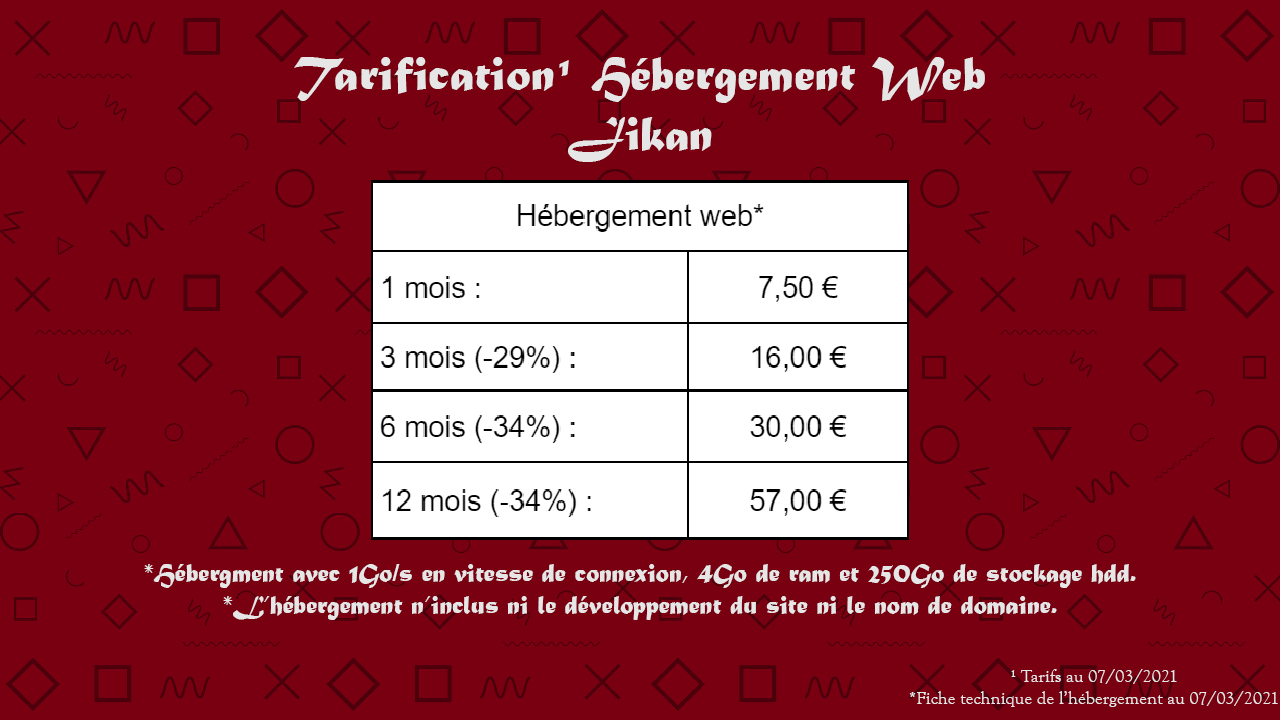 Tarification¹ Hébergement Web
Jikan
Hébergement web*
1 mois : 7,50 €
3 mois (-29%) : 16,00 €
6 mois (-34%) : 30,00 €
12 mois (-34%) : 57,00 €
*Hébergment avec 1Go/s en vitesse de connexion, 4Go de ram et 250Go de stockage hdd.
*L'hébergement n'inclus ni le développement du site ni le nom de domaine.
¹ Tarifs au 07/03/2021
*Fiche technique de l'hébergement au 07/03/2021